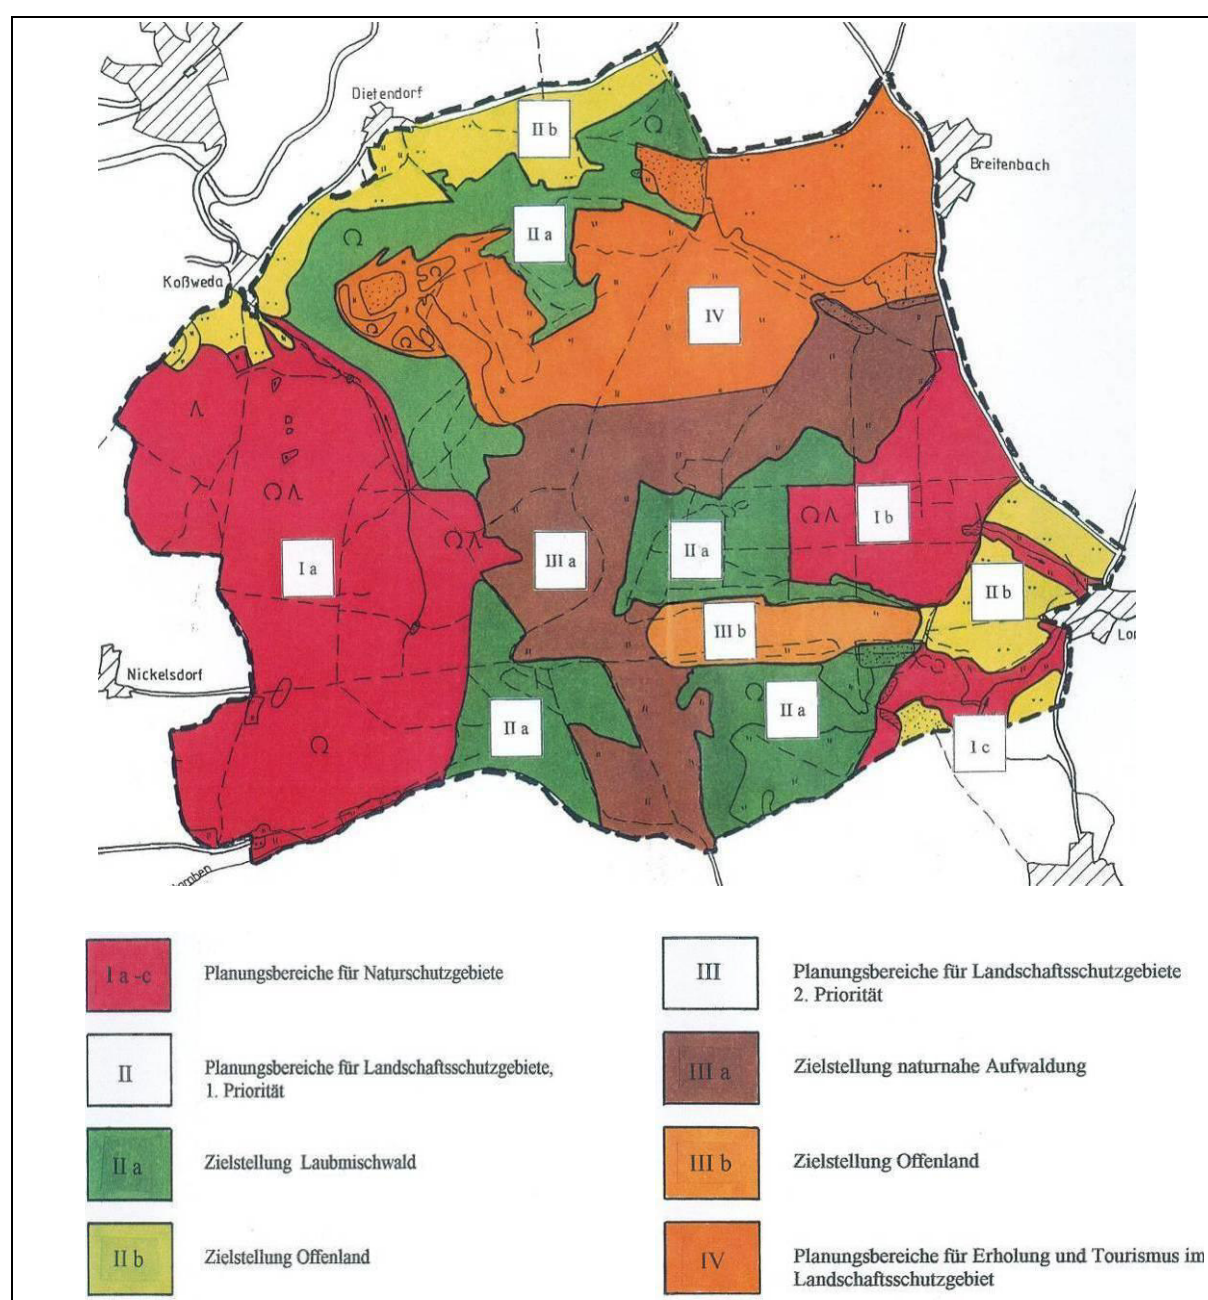 Dietendorf
II b
Breitenbach
II a
Koßweda
IV
I b
II a
III a
I a
II b
III b
Nickelsdorf
II a
II a
I c
I a -c
Planungsbereiche für Naturschutzgebiete
II
Planungsbereiche für Landschaftsschutzgebiete,
1. Priorität
II a
Zielstellung Laubmischwald
II b
Zielstellung Offenland
III
Planungsbereiche für Landschaftsschutzgebiete
2. Priorität
III a
Zielstellung naturnahe Aufwaldung
III b
Zielstellung Offenland
IV
Planungsbereiche für Erholung und Tourismus im
Landschaftsschutzgebiet